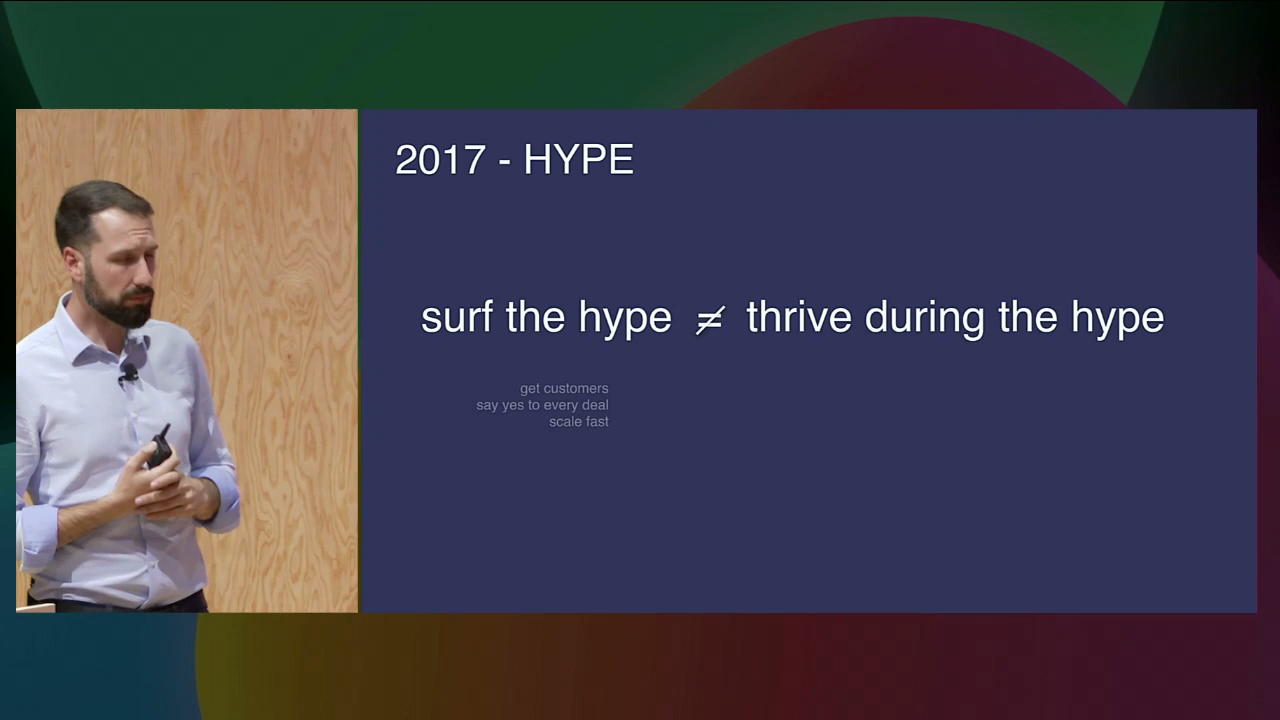 2017 - HYPE
surf the hype ≠ thrive during the hype
get customers
say yes to every deal
scale fast